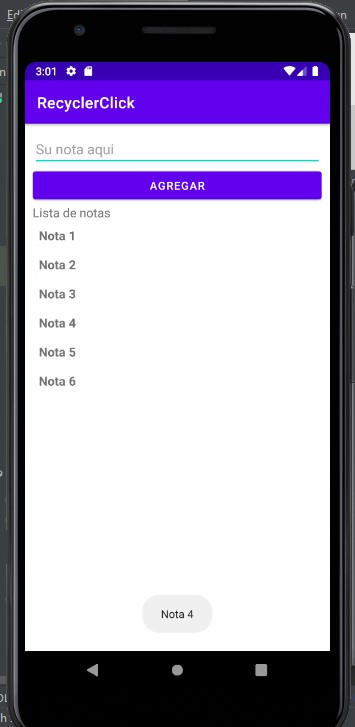 3:01
RecyclerClick
Su nota aqui
AGREGAR
Lista de notas
Nota 1
Nota 2
Nota 3
Nota 4
Nota 5
Nota 6
Nota 4